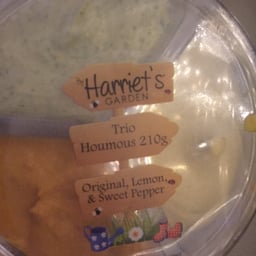 Harriet's
GARDEN
Trio
Houmous 210g
Original, Lemon,
& Sweet Pepper